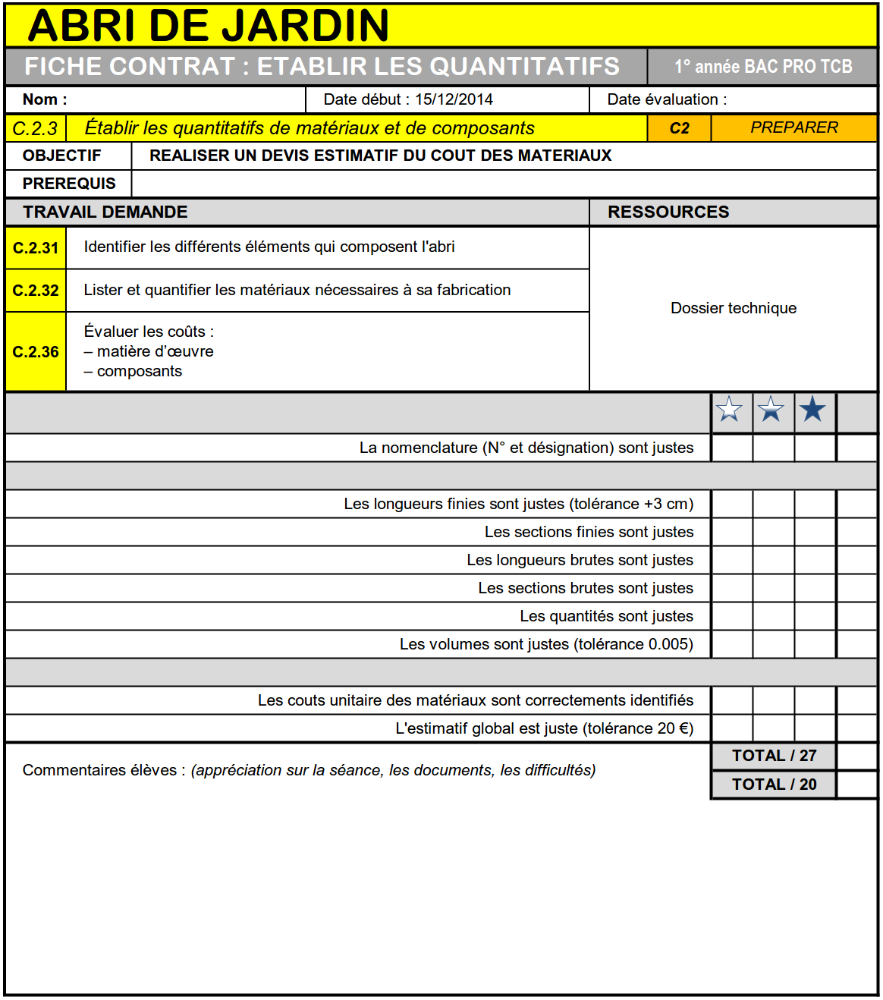 ABRI DE JARDIN
FICHE CONTRAT : ETABLIR LES QUANTITATIFS
1° année BAC PRO TCB
Nom :
Date début : 15/12/2014
Date évaluation :
C.2.3
Établir les quantitatifs de matériaux et de composants
C2
PREPARER
OBJECTIF
REALISER UN DEVIS ESTIMATIF DU COUT DES MATERIAUX
PREREQUIS
TRAVAIL DEMANDE
RESSOURCES
C.2.31
Identifier les différents éléments qui composent l'abri
C.2.32
Lister et quantifier les matériaux nécessaires à sa fabrication
Dossier technique
C.2.36
Évaluer les coûts :
– matière d’œuvre
– composants
La nomenclature (N° et désignation) sont justes
Les longueurs finies sont justes (tolérance +3 cm)
Les sections finies sont justes
Les longueurs brutes sont justes
Les sections brutes sont justes
Les quantités sont justes
Les volumes sont justes (tolérance 0.005)
Les couts unitaire des matériaux sont correctements identifiés
L'estimatif global est juste (tolérance 20 €)
TOTAL / 27
Commentaires élèves : (appréciation sur la séance, les documents, les difficultés)
TOTAL / 20